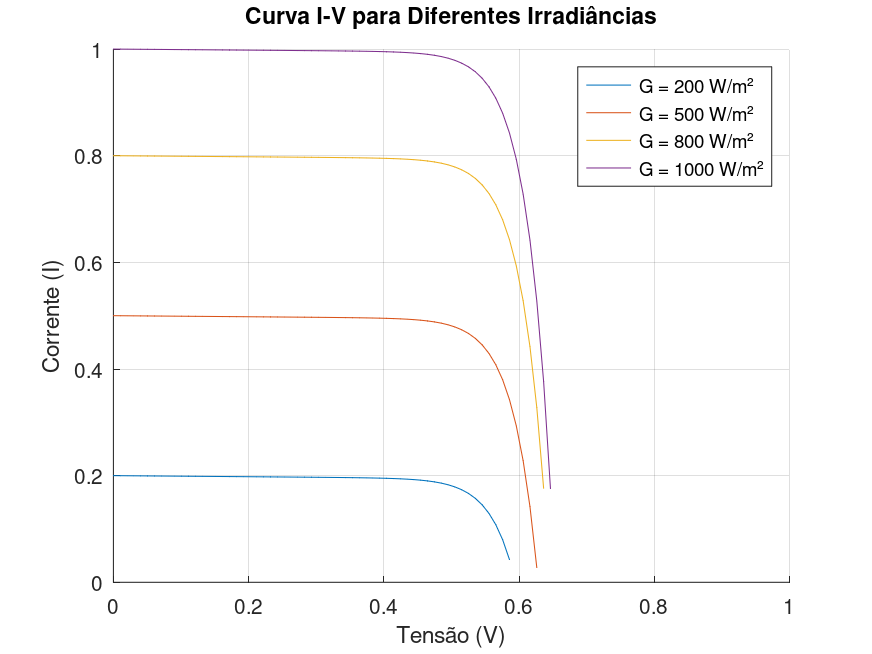 Curva I-V para Diferentes Irradiâncias
G = 200 W/m²
G = 500 W/m²
G = 800 W/m²
G = 1000 W/m²
Corrente (I)
1
0.8
0.6
0.4
0.2
0
0 0.2 0.4 0.6 0.8 1
Tensão (V)